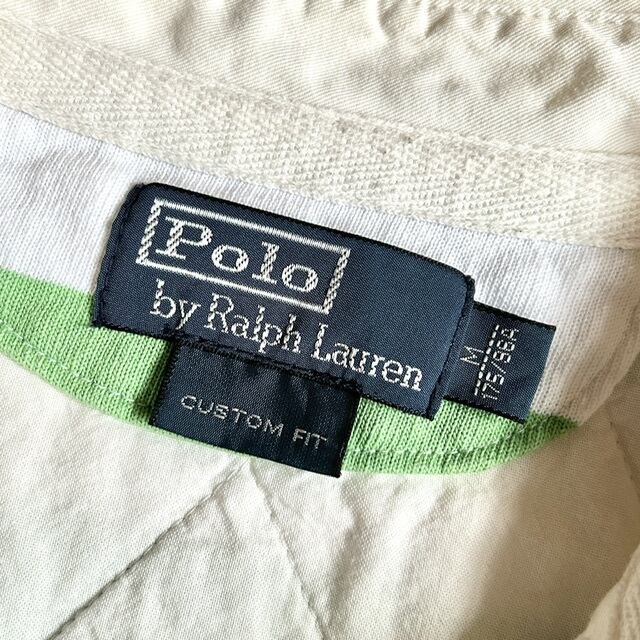 Polo
by Ralph Lauren
CUSTOM FIT
M
175/96A